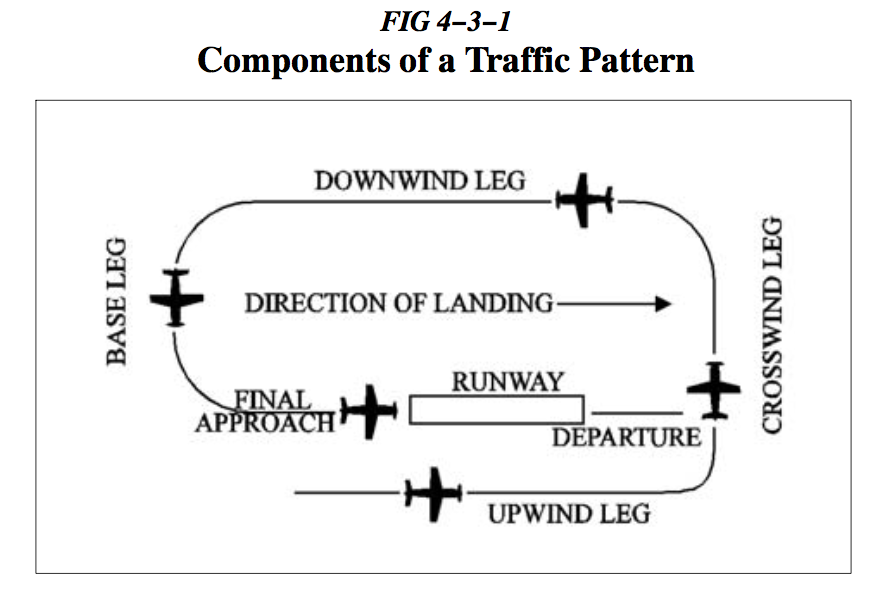 FIG 4–3–1
Components of a Traffic Pattern
DOWNWIND LEG
BASE LEG
DIRECTION OF LANDING
CROSSWIND LEG
RUNWAY
FINAL
APPROACH
DEPARTURE
UPWIND LEG